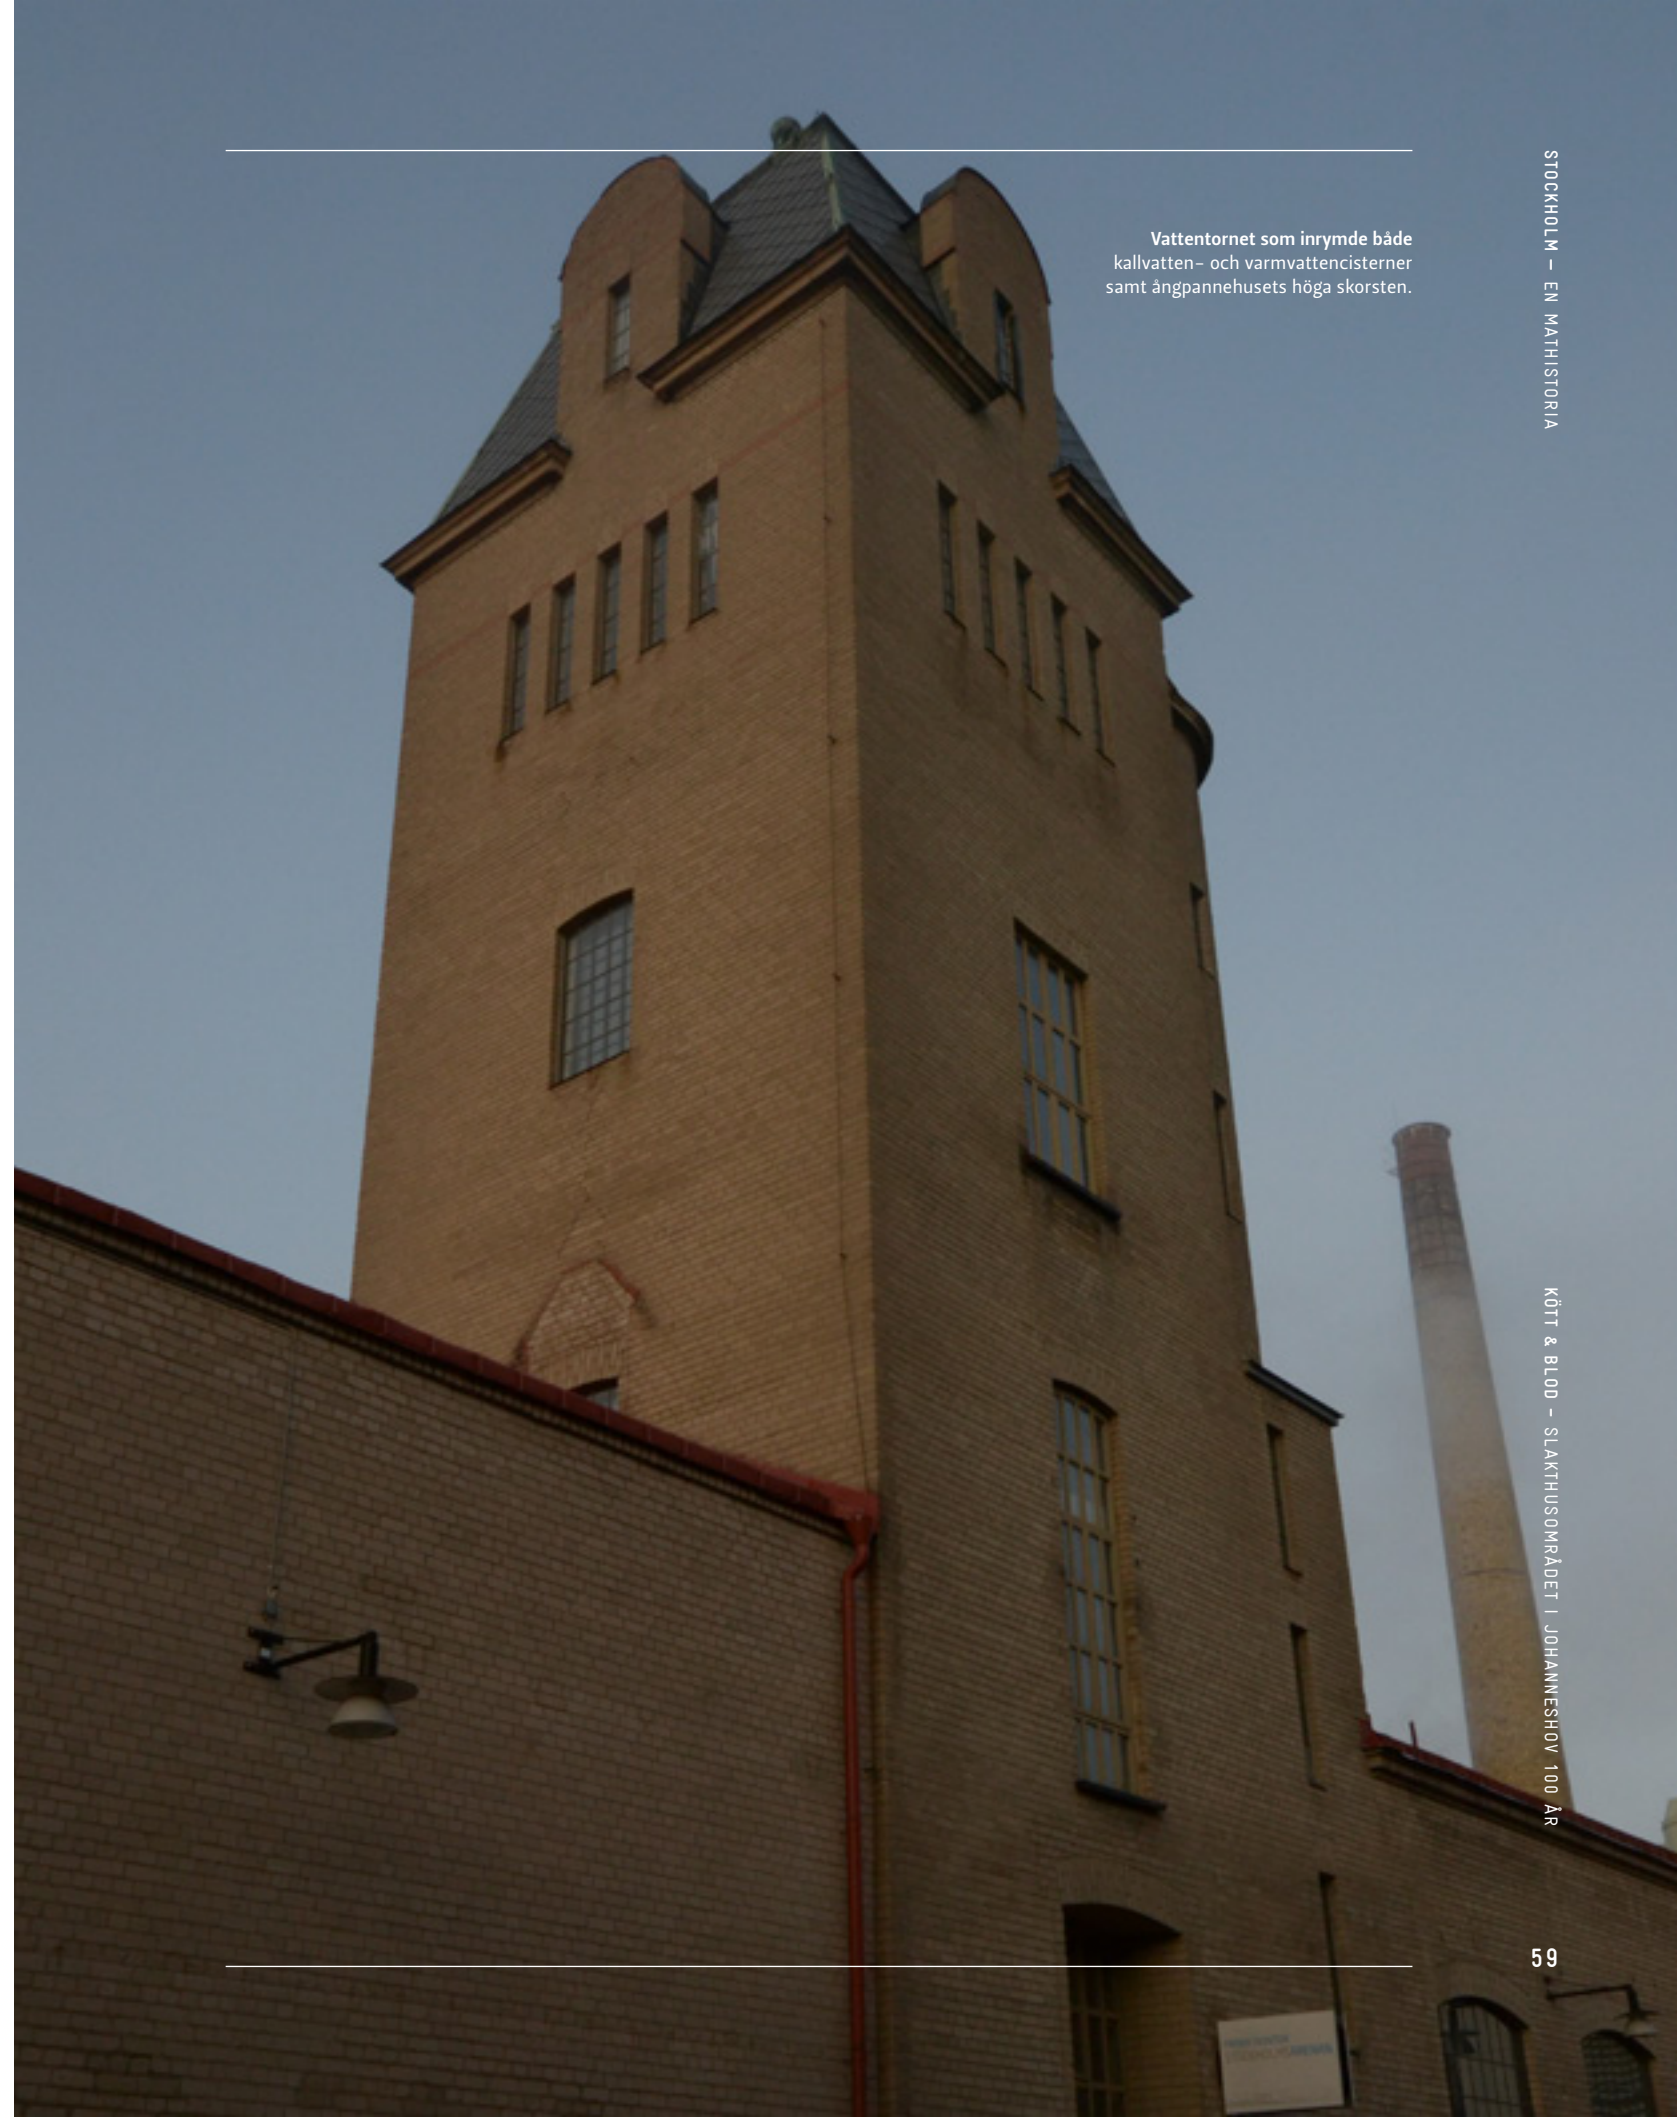 Vattentornet som inrymde både
kallvatten- och varmvattencisterner
samt ångpannehusets höga skorsten.
STOCKHOLM – EN MATHISTORIA
KÖTT & BLOD – SLAKTHUSOMRÅDET I JOHANNESHOV 100 ÅR
59